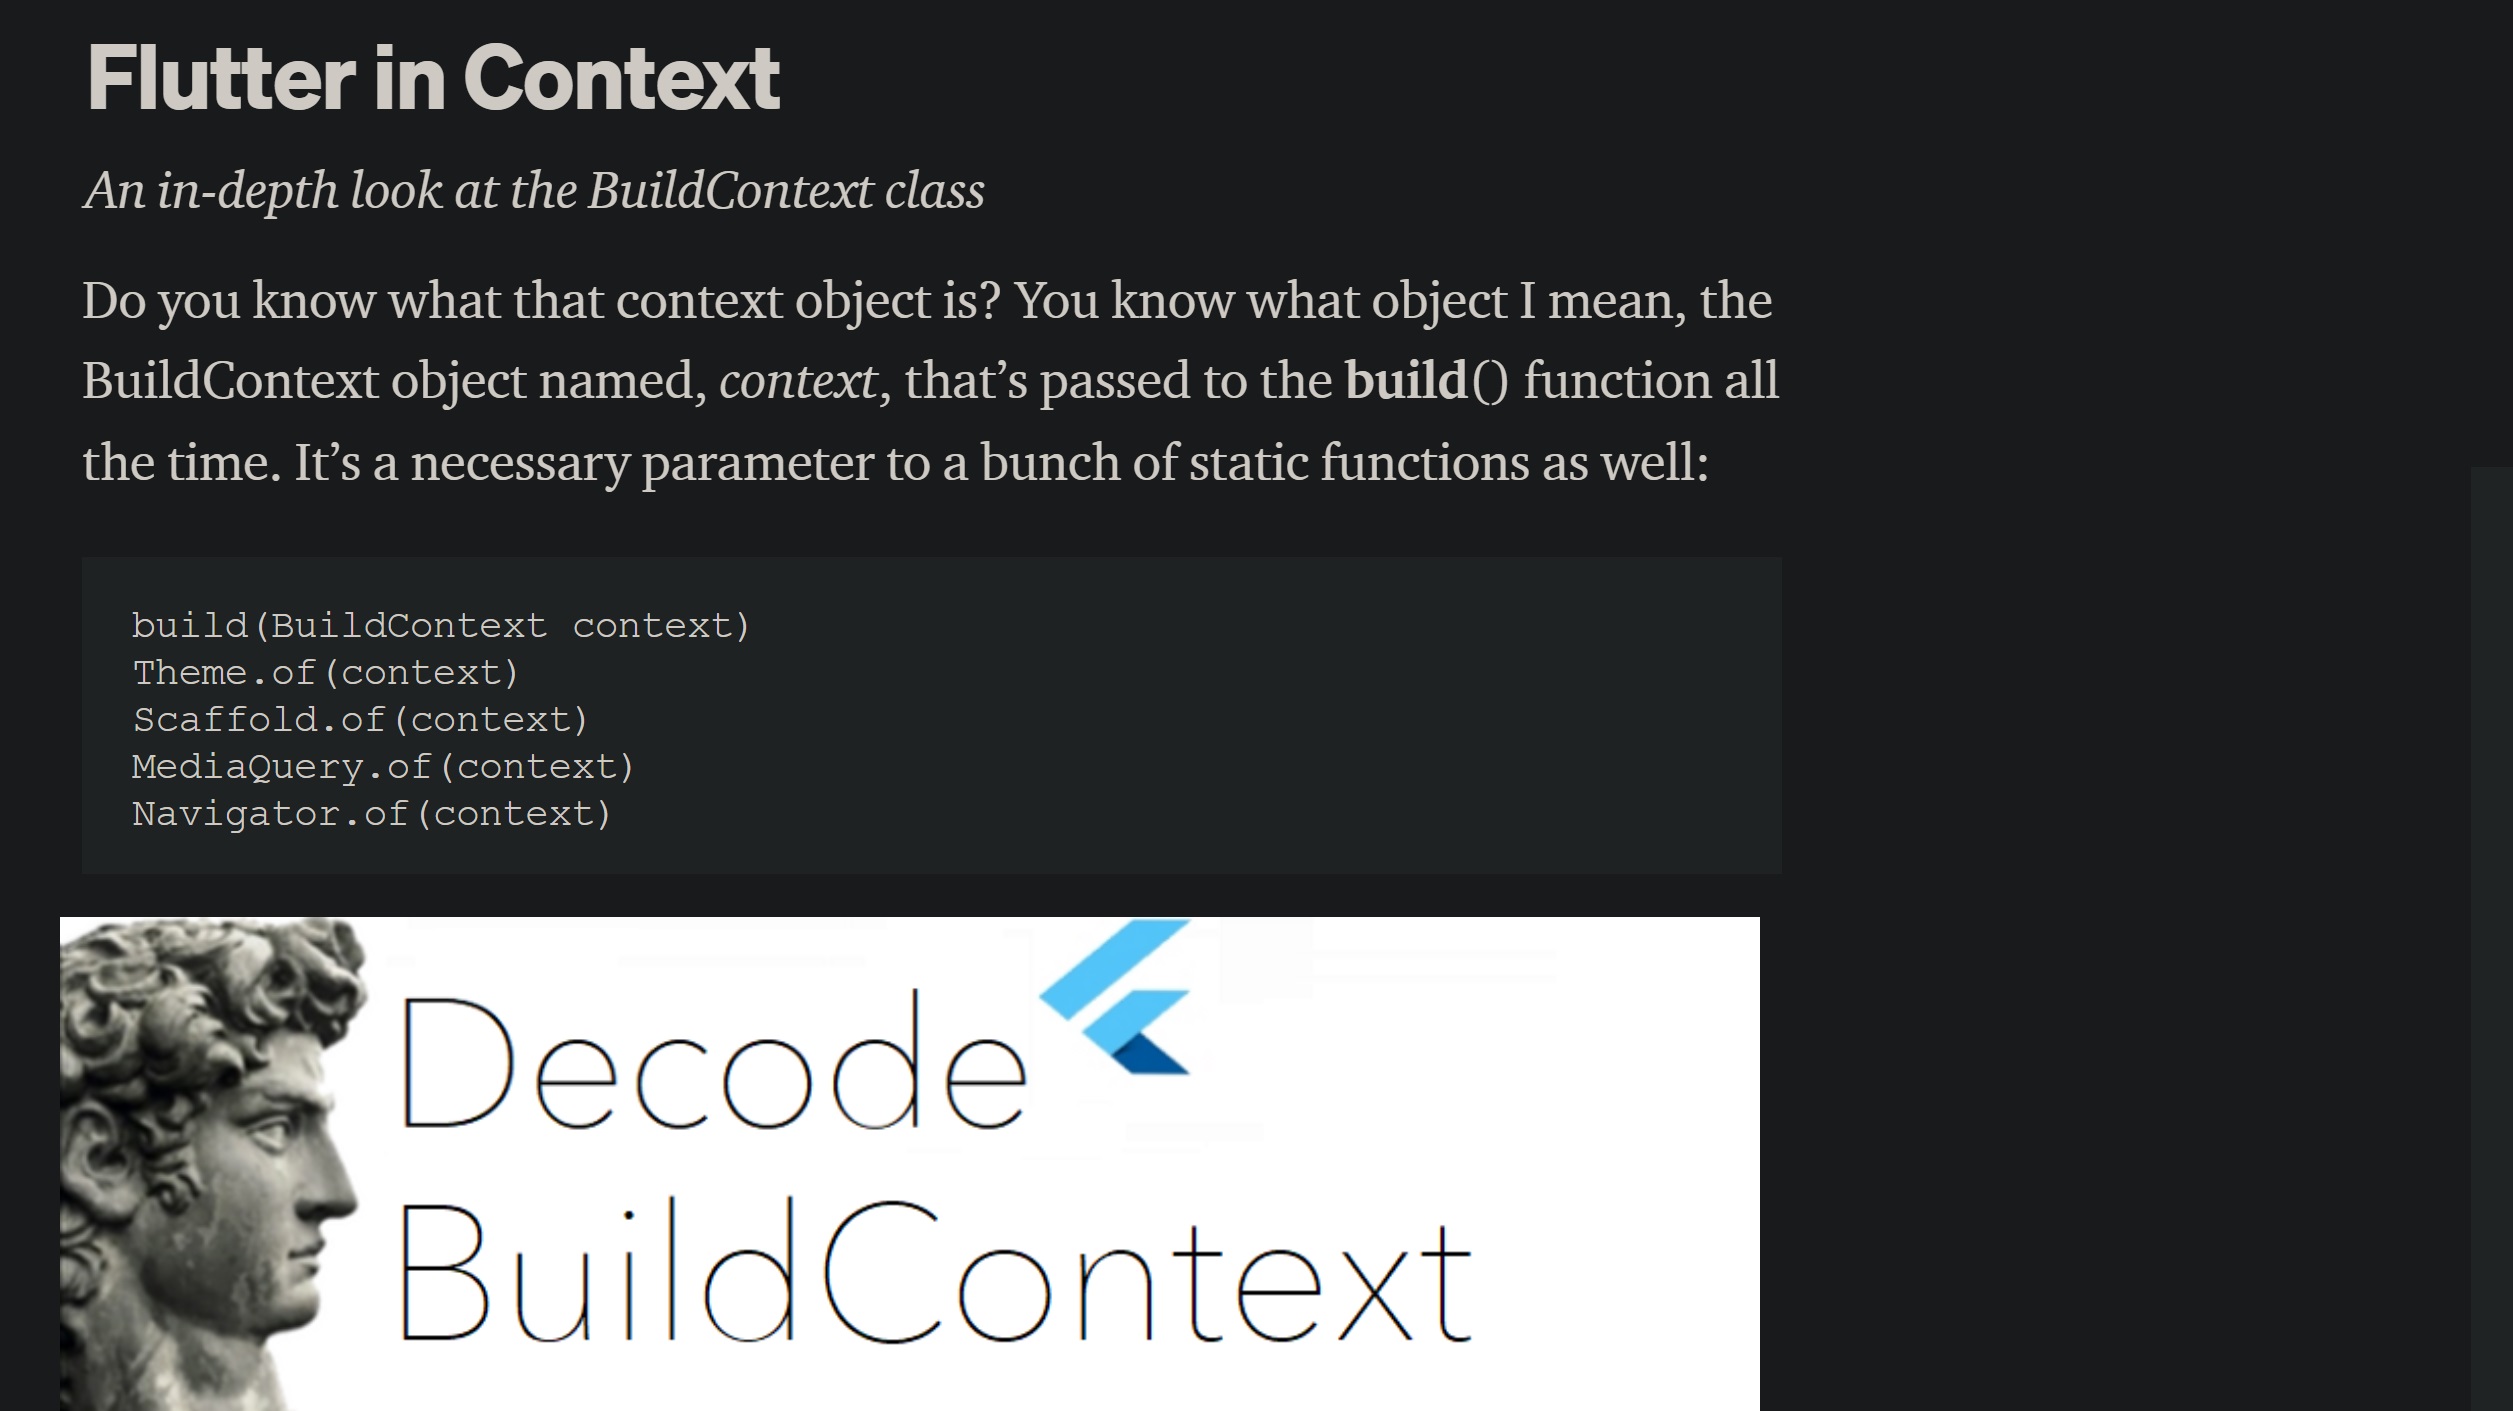 Flutter in Context
An in-depth look at the BuildContext class
Do you know what that context object is? You know what object I mean, the
BuildContext object named, context, that’s passed to the build() function all
the time. It’s a necessary parameter to a bunch of static functions as well:
build(BuildContext context)
Theme.of(context)
Scaffold.of(context)
MediaQuery.of(context)
Navigator.of(context)
Decode
BuildContext